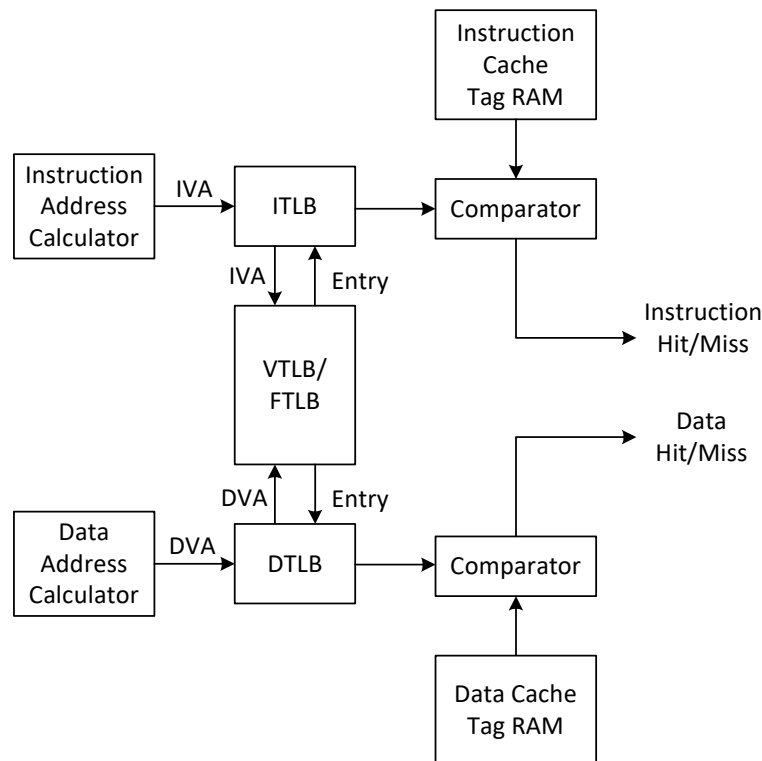 Instruction
Cache
Tag RAM
Instruction
Address
Calculator
IVA
ITLB
Comparator
IVA
Entry
Instruction
Hit/Miss
VTLB/
FTLB
Data
Hit/Miss
DVA
Entry
Data
Address
Calculator
DVA
DTLB
Comparator
Data Cache
Tag RAM